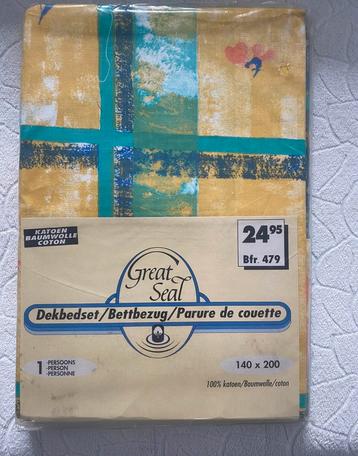 KATOEN
BAUMWOLLE
COTON
24.95
Bfr. 479
Great
Seal
Dekbedset/Bettbezug/Parure de couette
1 -PERSOONS
-PERSON
-PERSONNE
140 x 200
100% katoen/Baumwolle/coton